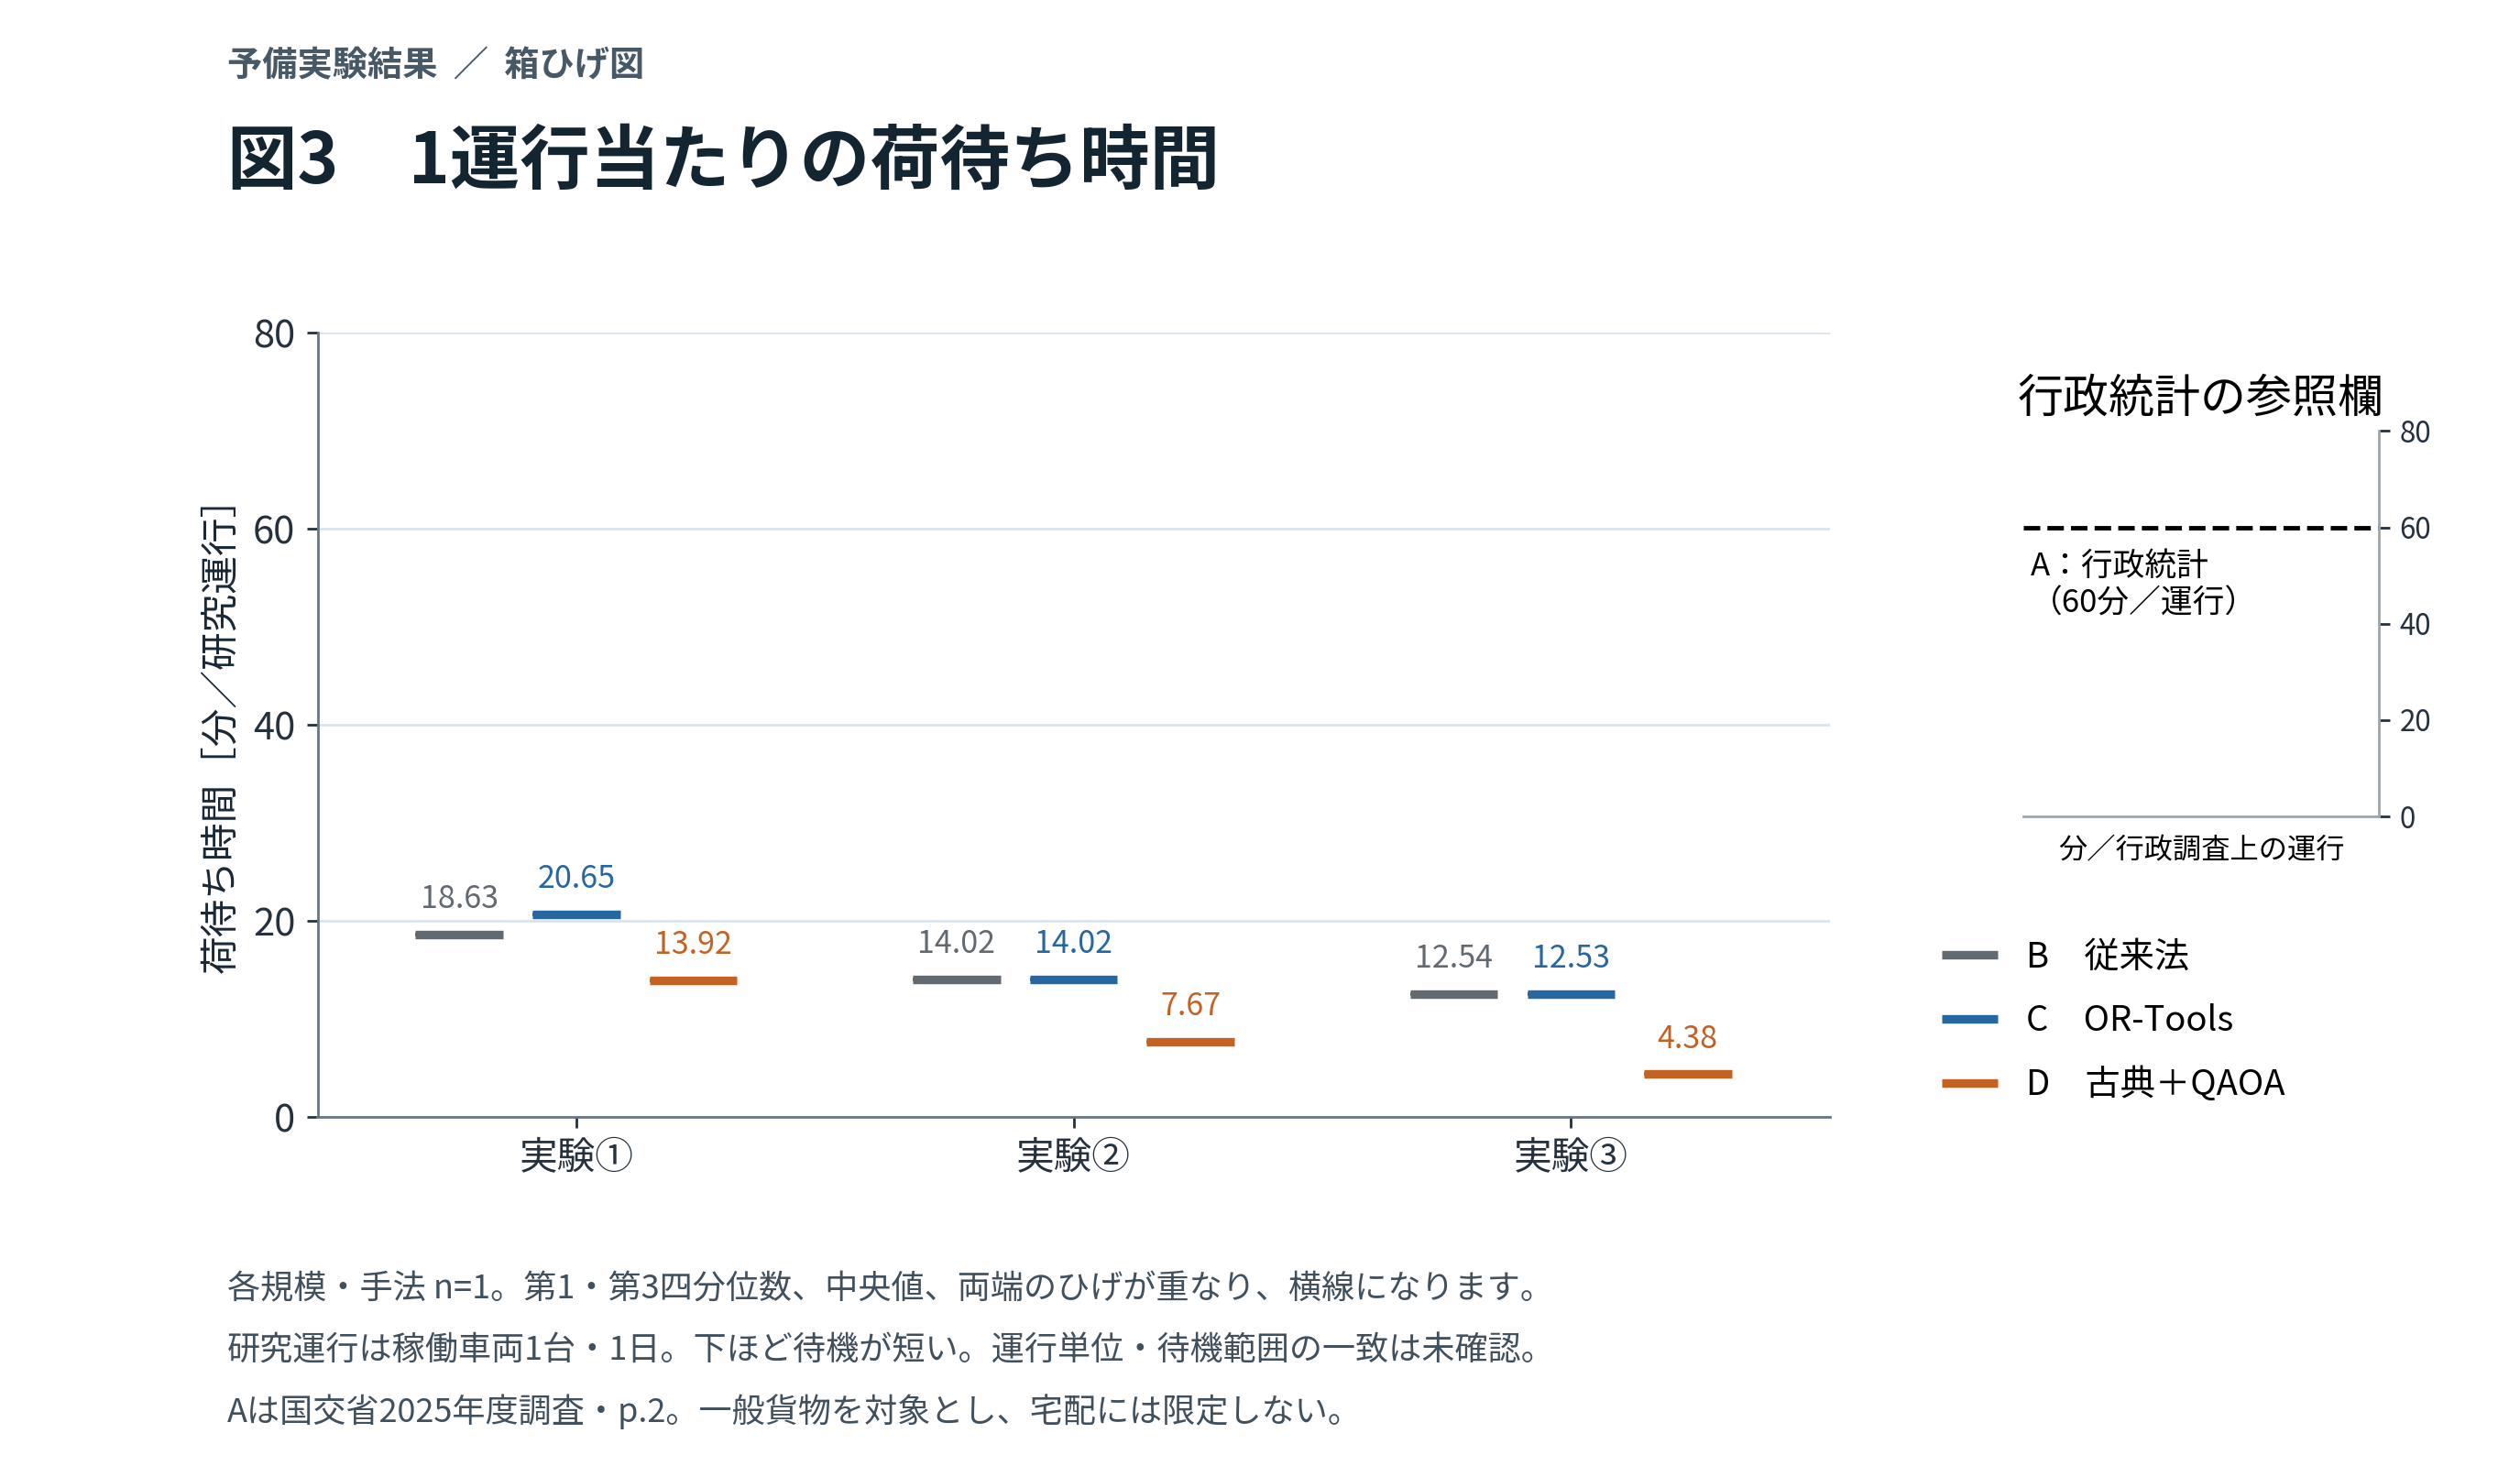 予備実験結果 ／ 箱ひげ図
図3　1運行当たりの荷待ち時間
荷待ち時間［分／研究運行］
80
60
40
20
0
18.63
20.65
13.92
14.02
14.02
7.67
12.54
12.53
4.38
実験①
実験②
実験③
行政統計の参照欄
80
60
40
20
0
A：行政統計
（60分／運行）
分／行政調査上の運行
B　従来法
C　OR-Tools
D　古典＋QAOA
各規模・手法 n=1。第1・第3四分位数、中央値、両端のひげが重なり、横線になります。
研究運行は稼働車両1台・1日。下ほど待機が短い。運行単位・待機範囲の一致は未確認。
Aは国交省2025年度調査・p.2。一般貨物を対象とし、宅配には限定しない。